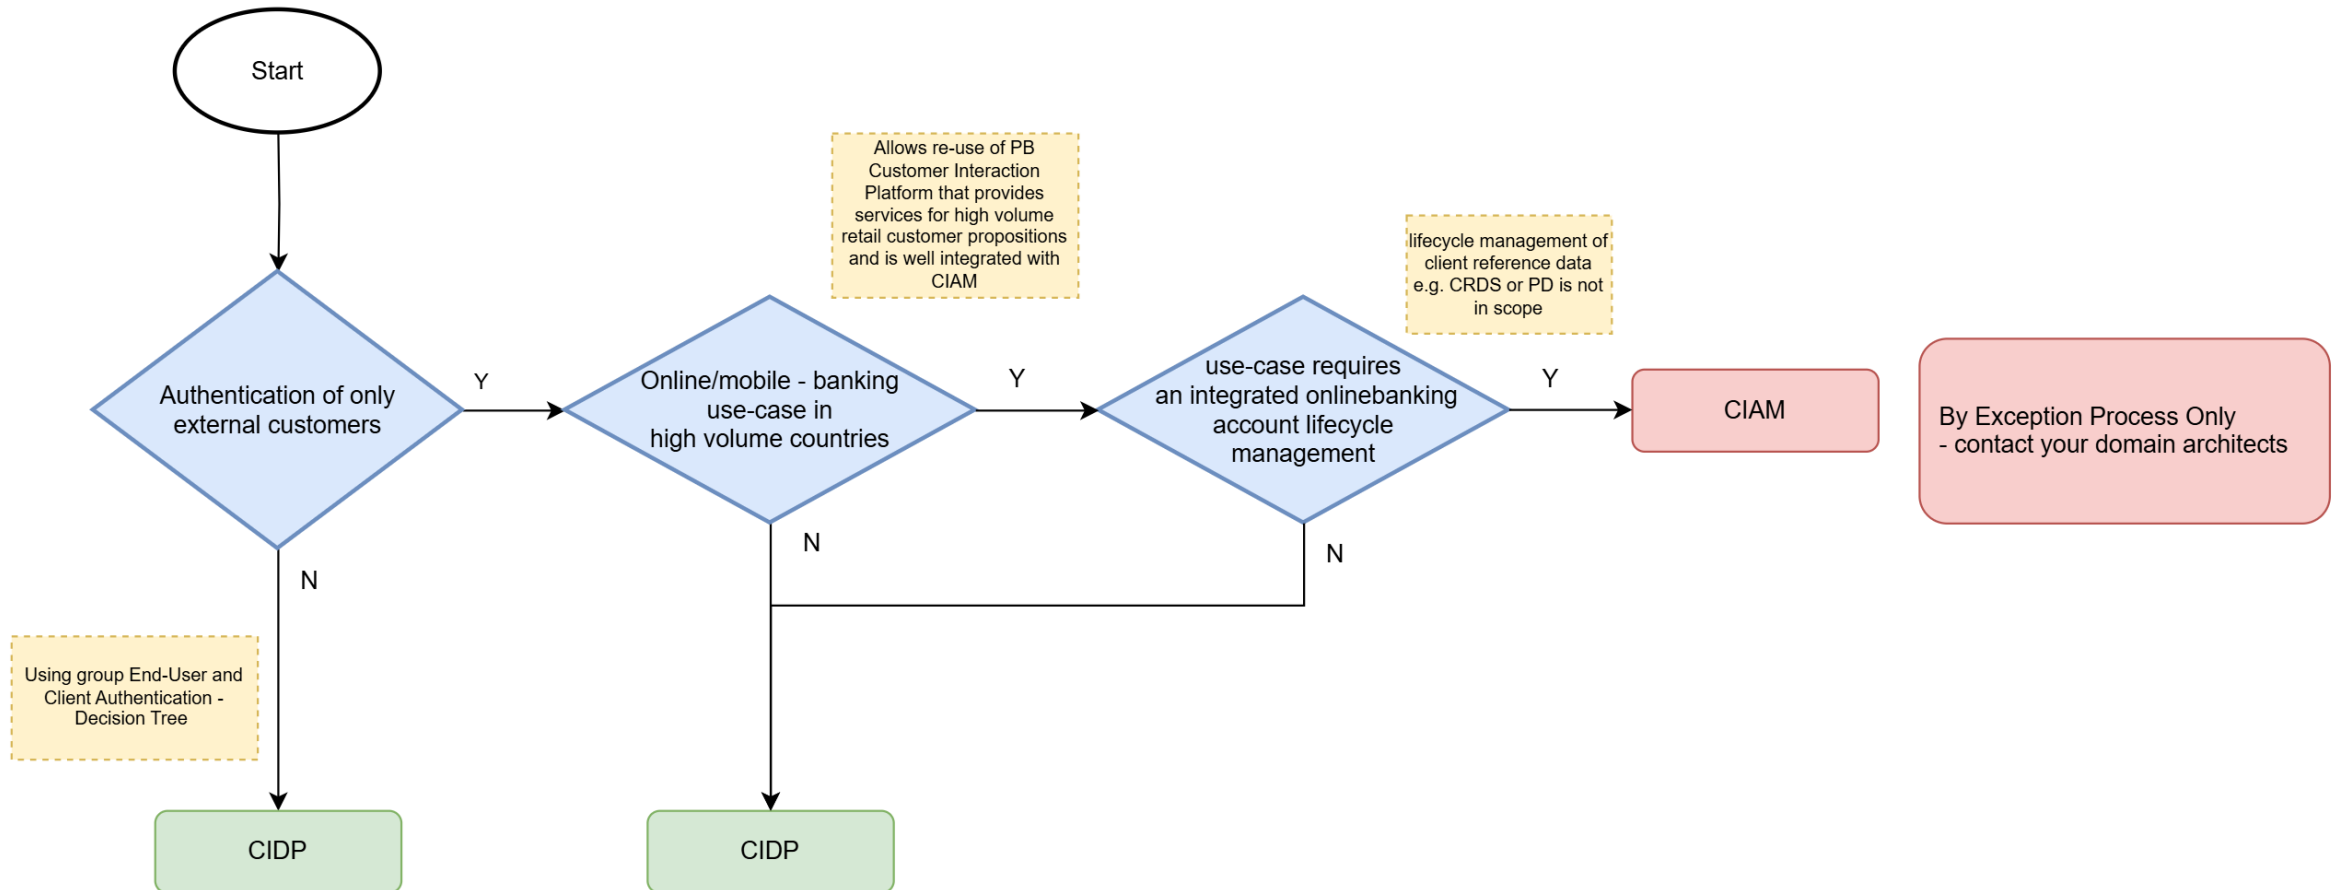 Start
Allows re-use of PB
Customer Interaction
Platform that provides
services for high volume
retail customer propositions
and is well integrated with
CIAM
lifecycle management of
client reference data
e.g. CRDS or PD is not
in scope
Authentication of only
external customers
Y
Online/mobile - banking
use-case in
high volume countries
Y
use-case requires
an integrated onlinebanking
account lifecycle
management
Y
CIAM
By Exception Process Only
- contact your domain architects
N
N
N
Using group End-User and
Client Authentication -
Decision Tree
CIDP
CIDP